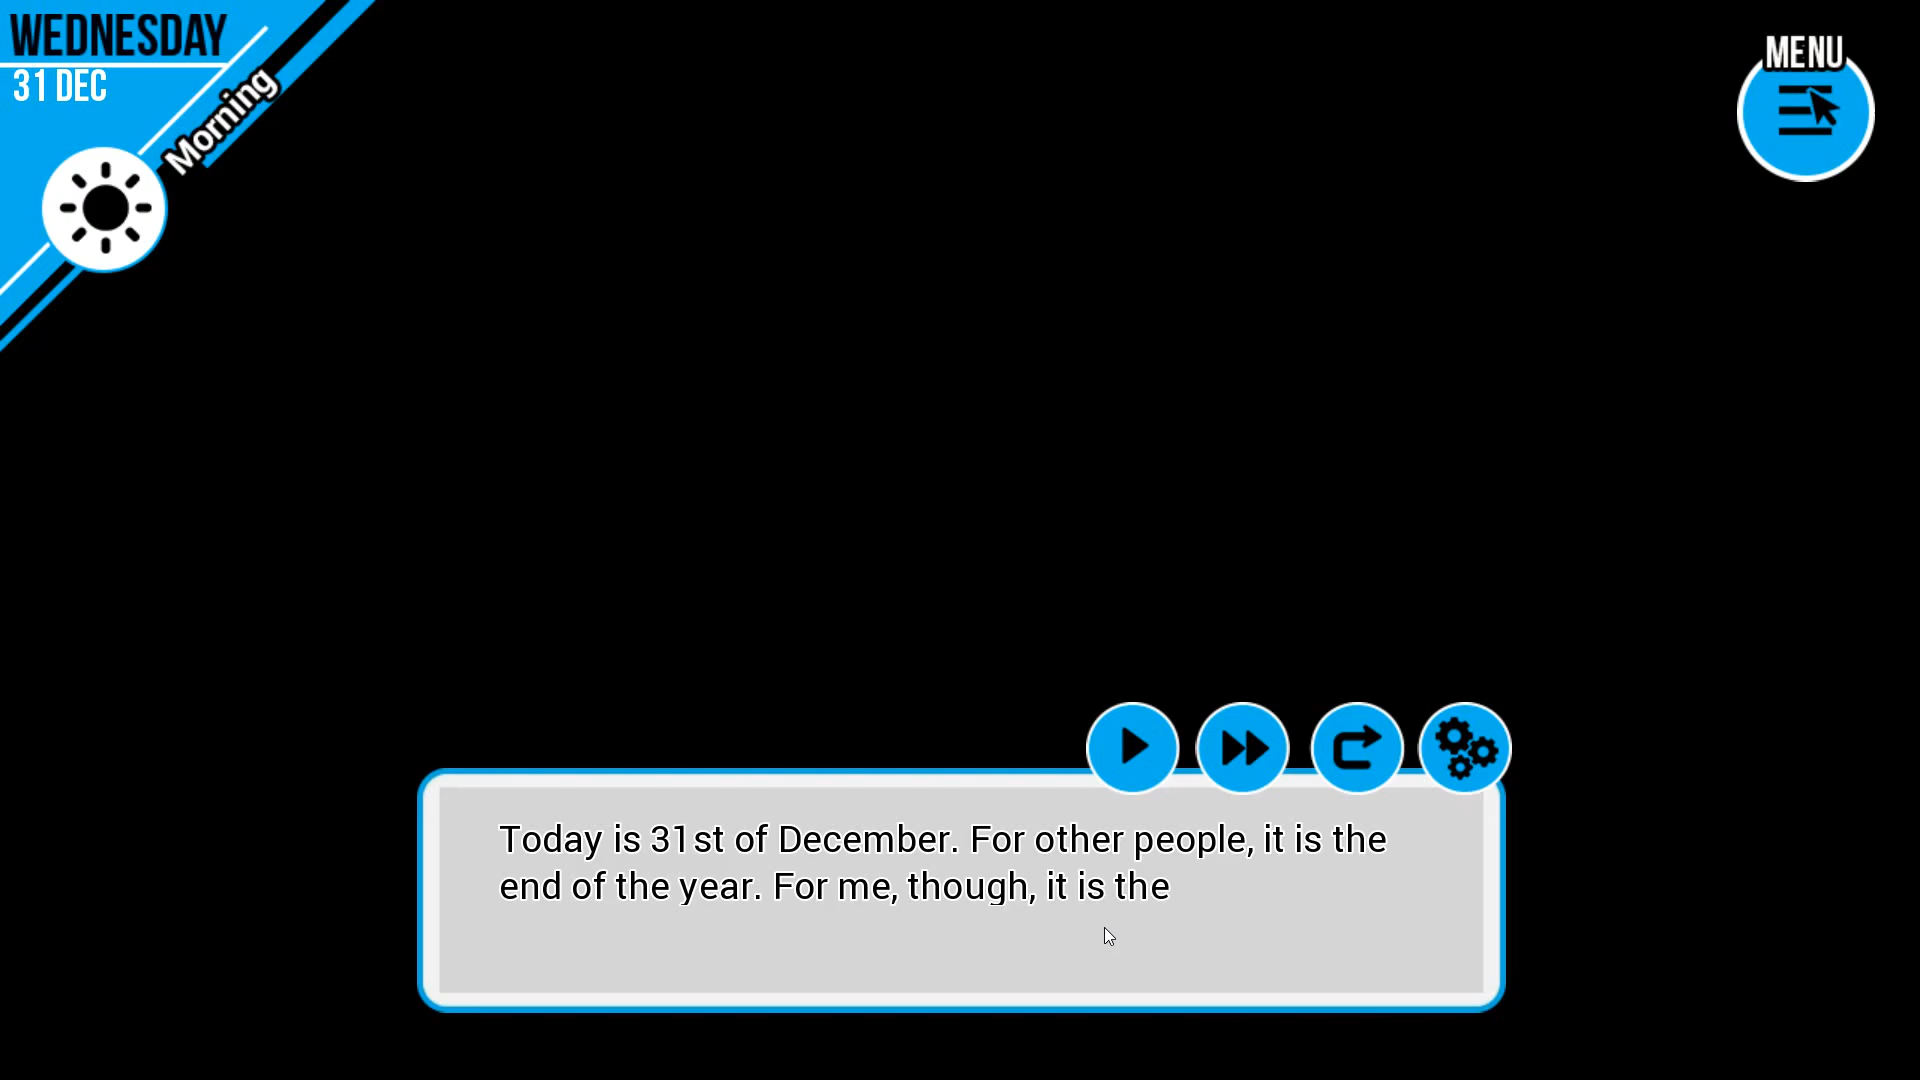 WEDNESDAY
31 DEC
Morning
MENU
Today is 31st of December. For other people, it is the
end of the year. For me, though, it is the